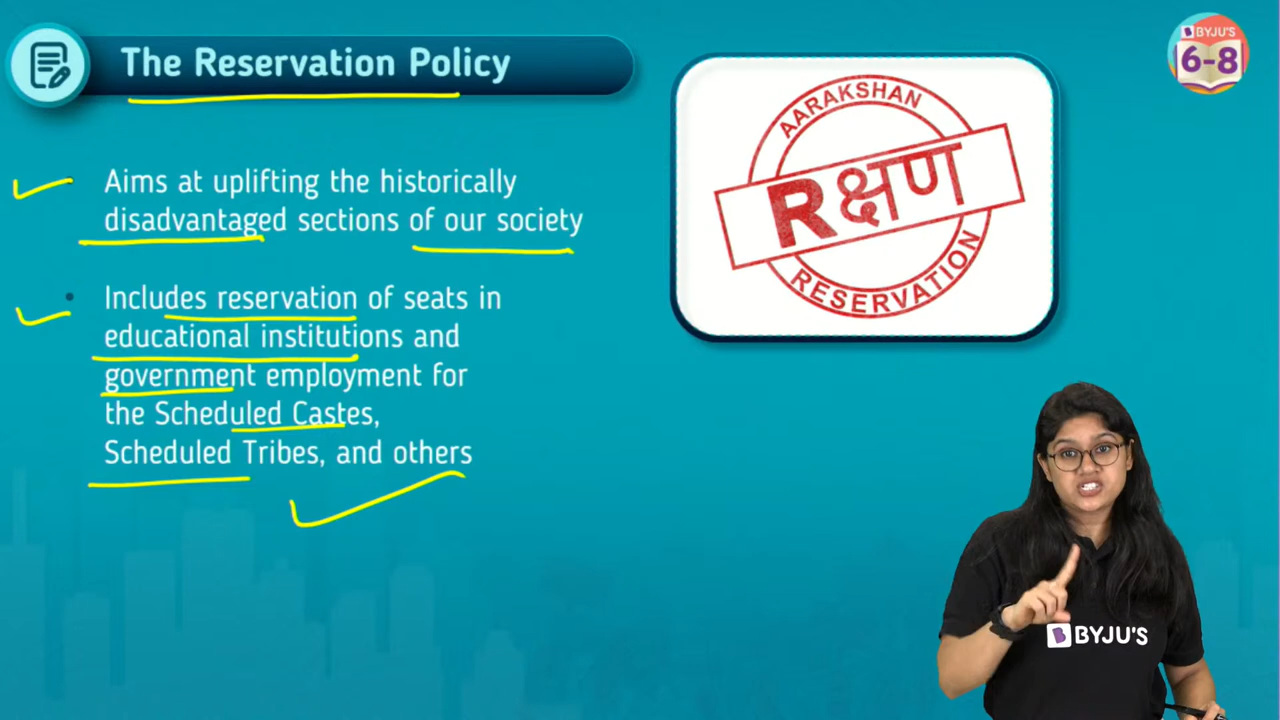 The Reservation Policy
BYJU'S
6-8
Aims at uplifting the historically
disadvantaged sections of our society
Includes reservation of seats in
educational institutions and
government employment for
the Scheduled Castes,
Scheduled Tribes, and others
AARAKSHAN
Rक्षण
RESERVATION
BYJU'S